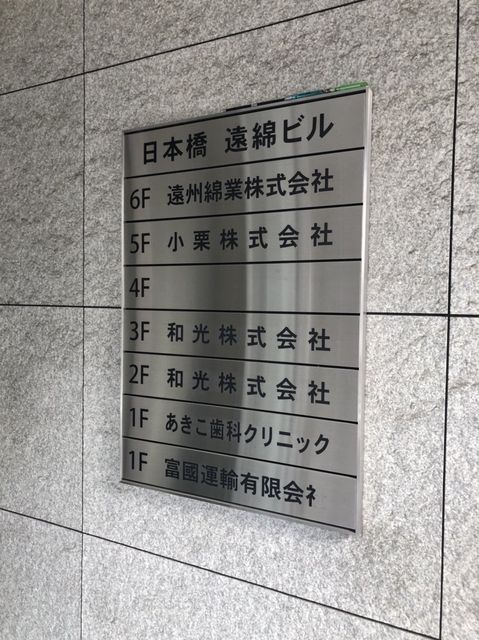 日本橋 遠綿ビル
6F 遠州綿業株式会社
5F 小栗株式会社
4F
3F 和光株式会社
2F 和光株式会社
1F あきこ歯科クリニック
1F 富國運輸有限会社